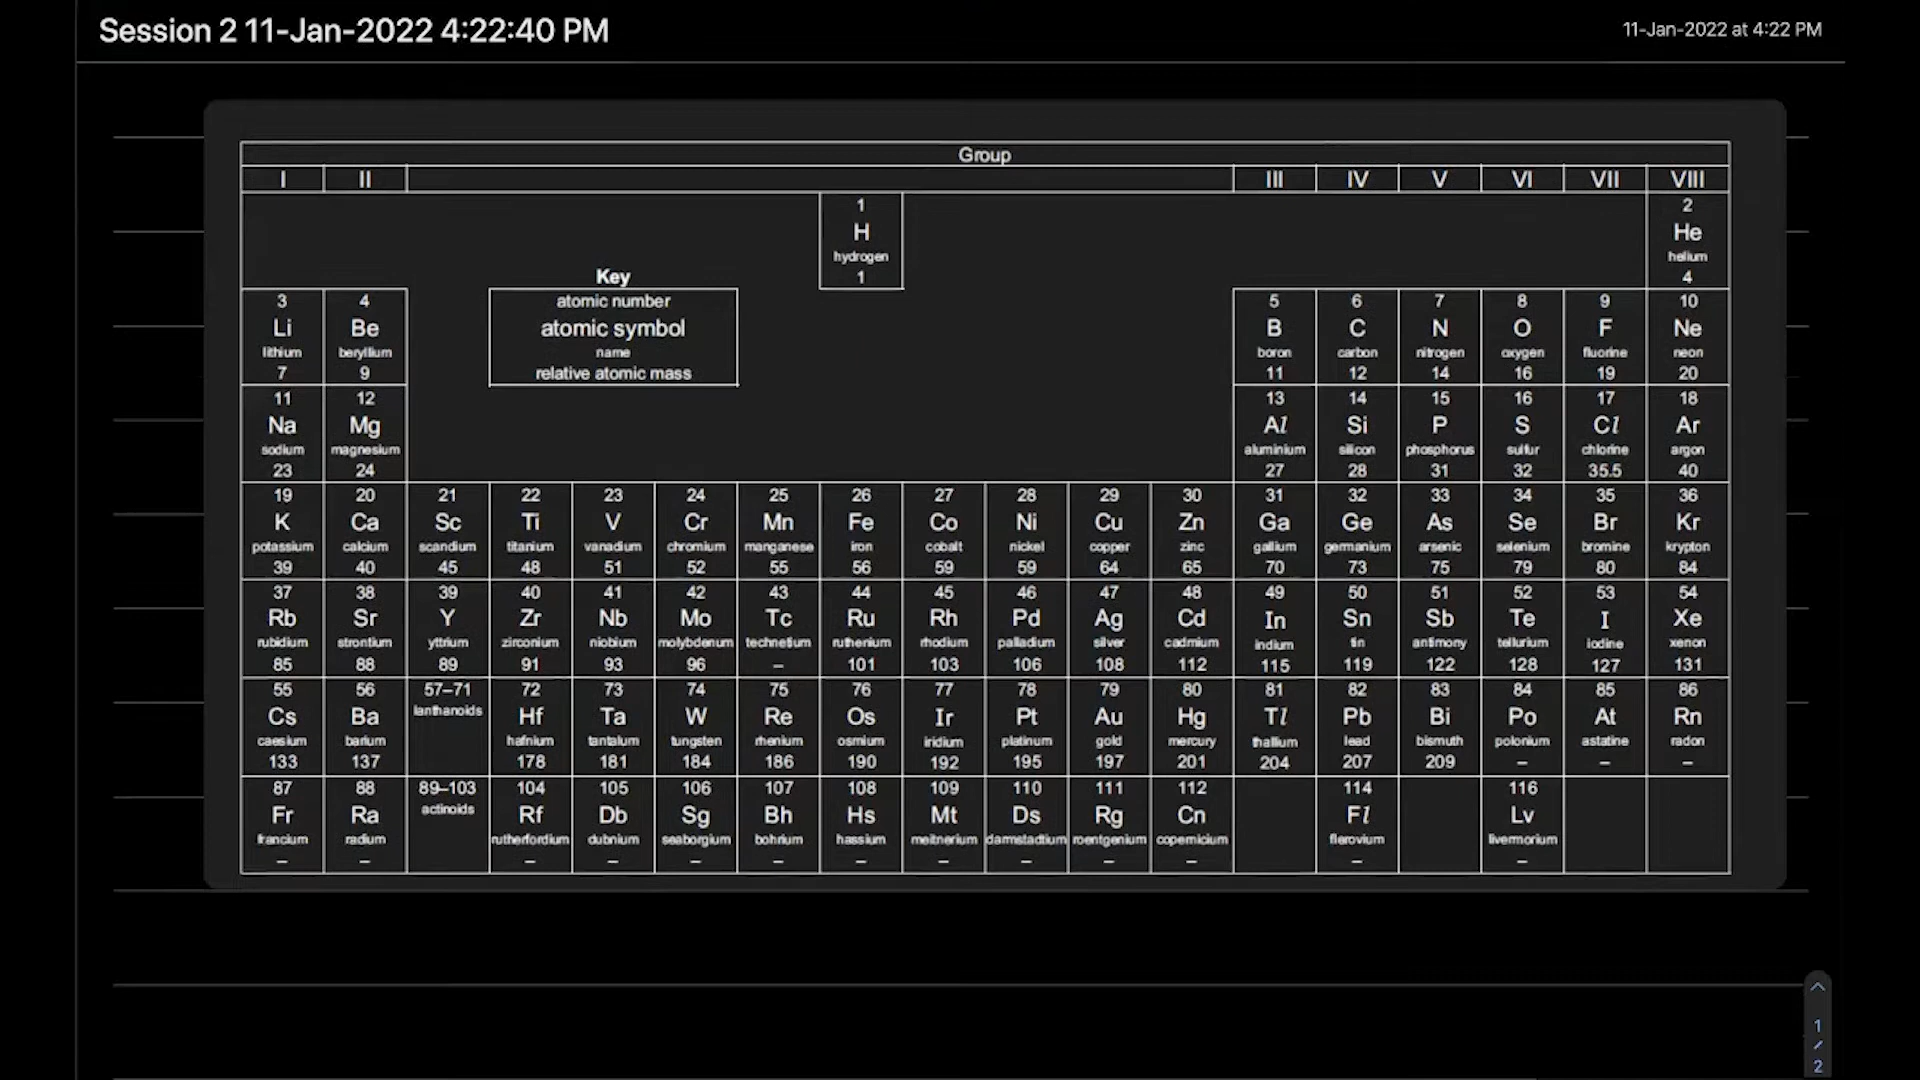 Session 2 11-Jan-2022 4:22:40 PM
11-Jan-2022 at 4:22 PM
Group
I II III IV V VI VII VIII
1 2
H He
hydrogen helium
1 4
Key
atomic number
atomic symbol
name
relative atomic mass
3 4 5 6 7 8 9 10
Li Be B C N O F Ne
lithium beryllium boron carbon nitrogen oxygen fluorine neon
7 9 11 12 14 16 19 20
11 12 13 14 15 16 17 18
Na Mg Al Si P S Cl Ar
sodium magnesium aluminium silicon phosphorus sulfur chlorine argon
23 24 27 28 31 32 35.5 40
19 20 21 22 23 24 25 26 27 28 29 30 31 32 33 34 35 36
K Ca Sc Ti V Cr Mn Fe Co Ni Cu Zn Ga Ge As Se Br Kr
potassium calcium scandium titanium vanadium chromium manganese iron cobalt nickel copper zinc gallium germanium arsenic selenium bromine krypton
39 40 45 48 51 52 55 56 59 59 64 65 70 73 75 79 80 84
37 38 39 40 41 42 43 44 45 46 47 48 49 50 51 52 53 54
Rb Sr Y Zr Nb Mo Tc Ru Rh Pd Ag Cd In Sn Sb Te I Xe
rubidium strontium yttrium zirconium niobium molybdenum technetium ruthenium rhodium palladium silver cadmium indium tin antimony tellurium iodine xenon
85 88 89 91 93 96 – 101 103 106 108 112 115 119 122 128 127 131
55 56 57–71 72 73 74 75 76 77 78 79 80 81 82 83 84 85 86
Cs Ba lanthanoids Hf Ta W Re Os Ir Pt Au Hg Tl Pb Bi Po At Rn
caesium barium hafnium tantalum tungsten rhenium osmium iridium platinum gold mercury thallium lead bismuth polonium astatine radon
133 137 178 181 184 186 190 192 195 197 201 204 207 209 – – –
87 88 89–103 104 105 106 107 108 109 110 111 112 114 116
Fr Ra actinoids Rf Db Sg Bh Hs Mt Ds Rg Cn Fl Lv
francium radium rutherfordium dubnium seaborgium bohrium hassium meitnerium darmstadtium roentgenium copernicium flerovium livermorium
– – – – – – – – – – – – –
1
/
2